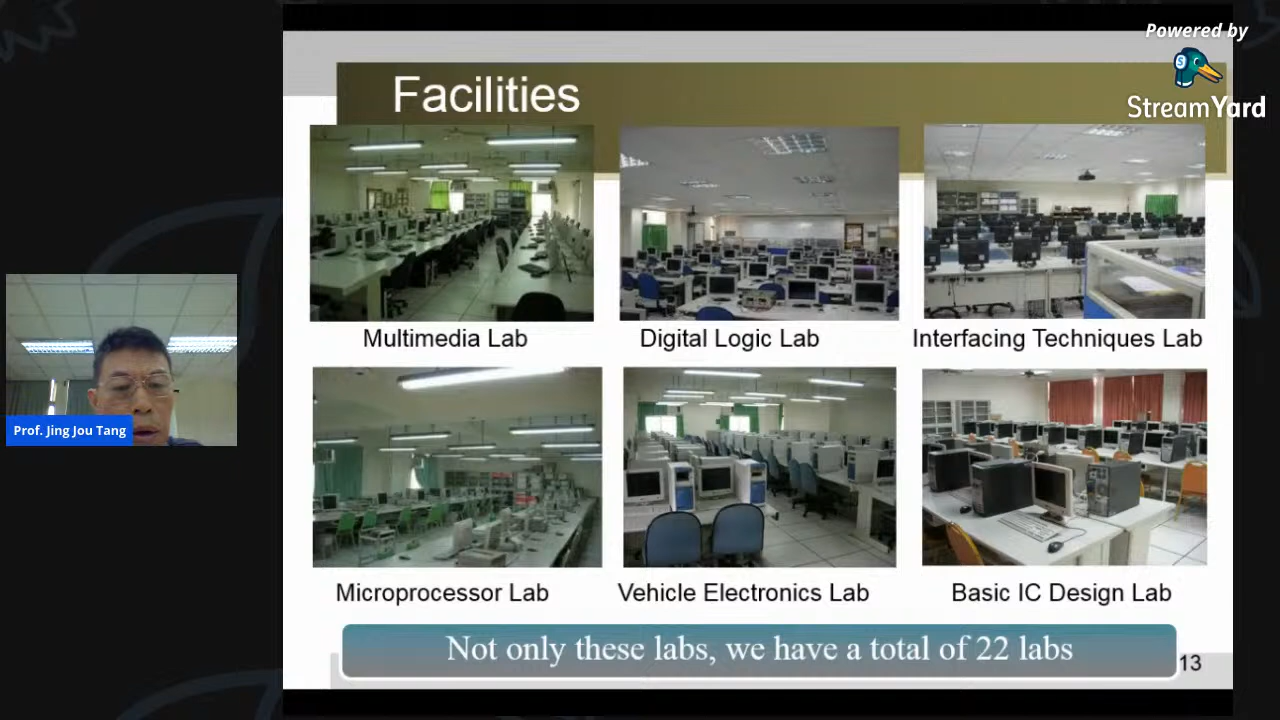 Powered by
StreamYard
Facilities
Multimedia Lab
Digital Logic Lab
Interfacing Techniques Lab
Prof. Jing Jou Tang
Microprocessor Lab
Vehicle Electronics Lab
Basic IC Design Lab
Not only these labs, we have a total of 22 labs
13